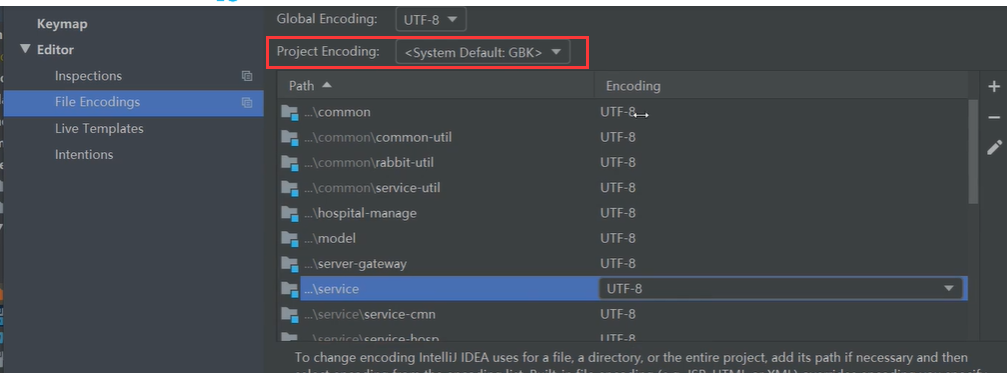 Keymap
Editor
Inspections
File Encodings
Live Templates
Intentions
Global Encoding: UTF-8
Project Encoding: <System Default: GBK>
Path Encoding
...\common UTF-8
...\common\common-util UTF-8
...\common\rabbit-util UTF-8
...\common\service-util UTF-8
...\hospital-manage UTF-8
...\model UTF-8
...\server-gateway UTF-8
...\service UTF-8
...\service\service-cmn UTF-8
...\service\service-hosp UTF-8
To change encoding IntelliJ IDEA uses for a file, a directory, or the entire project, add its path if necessary and then